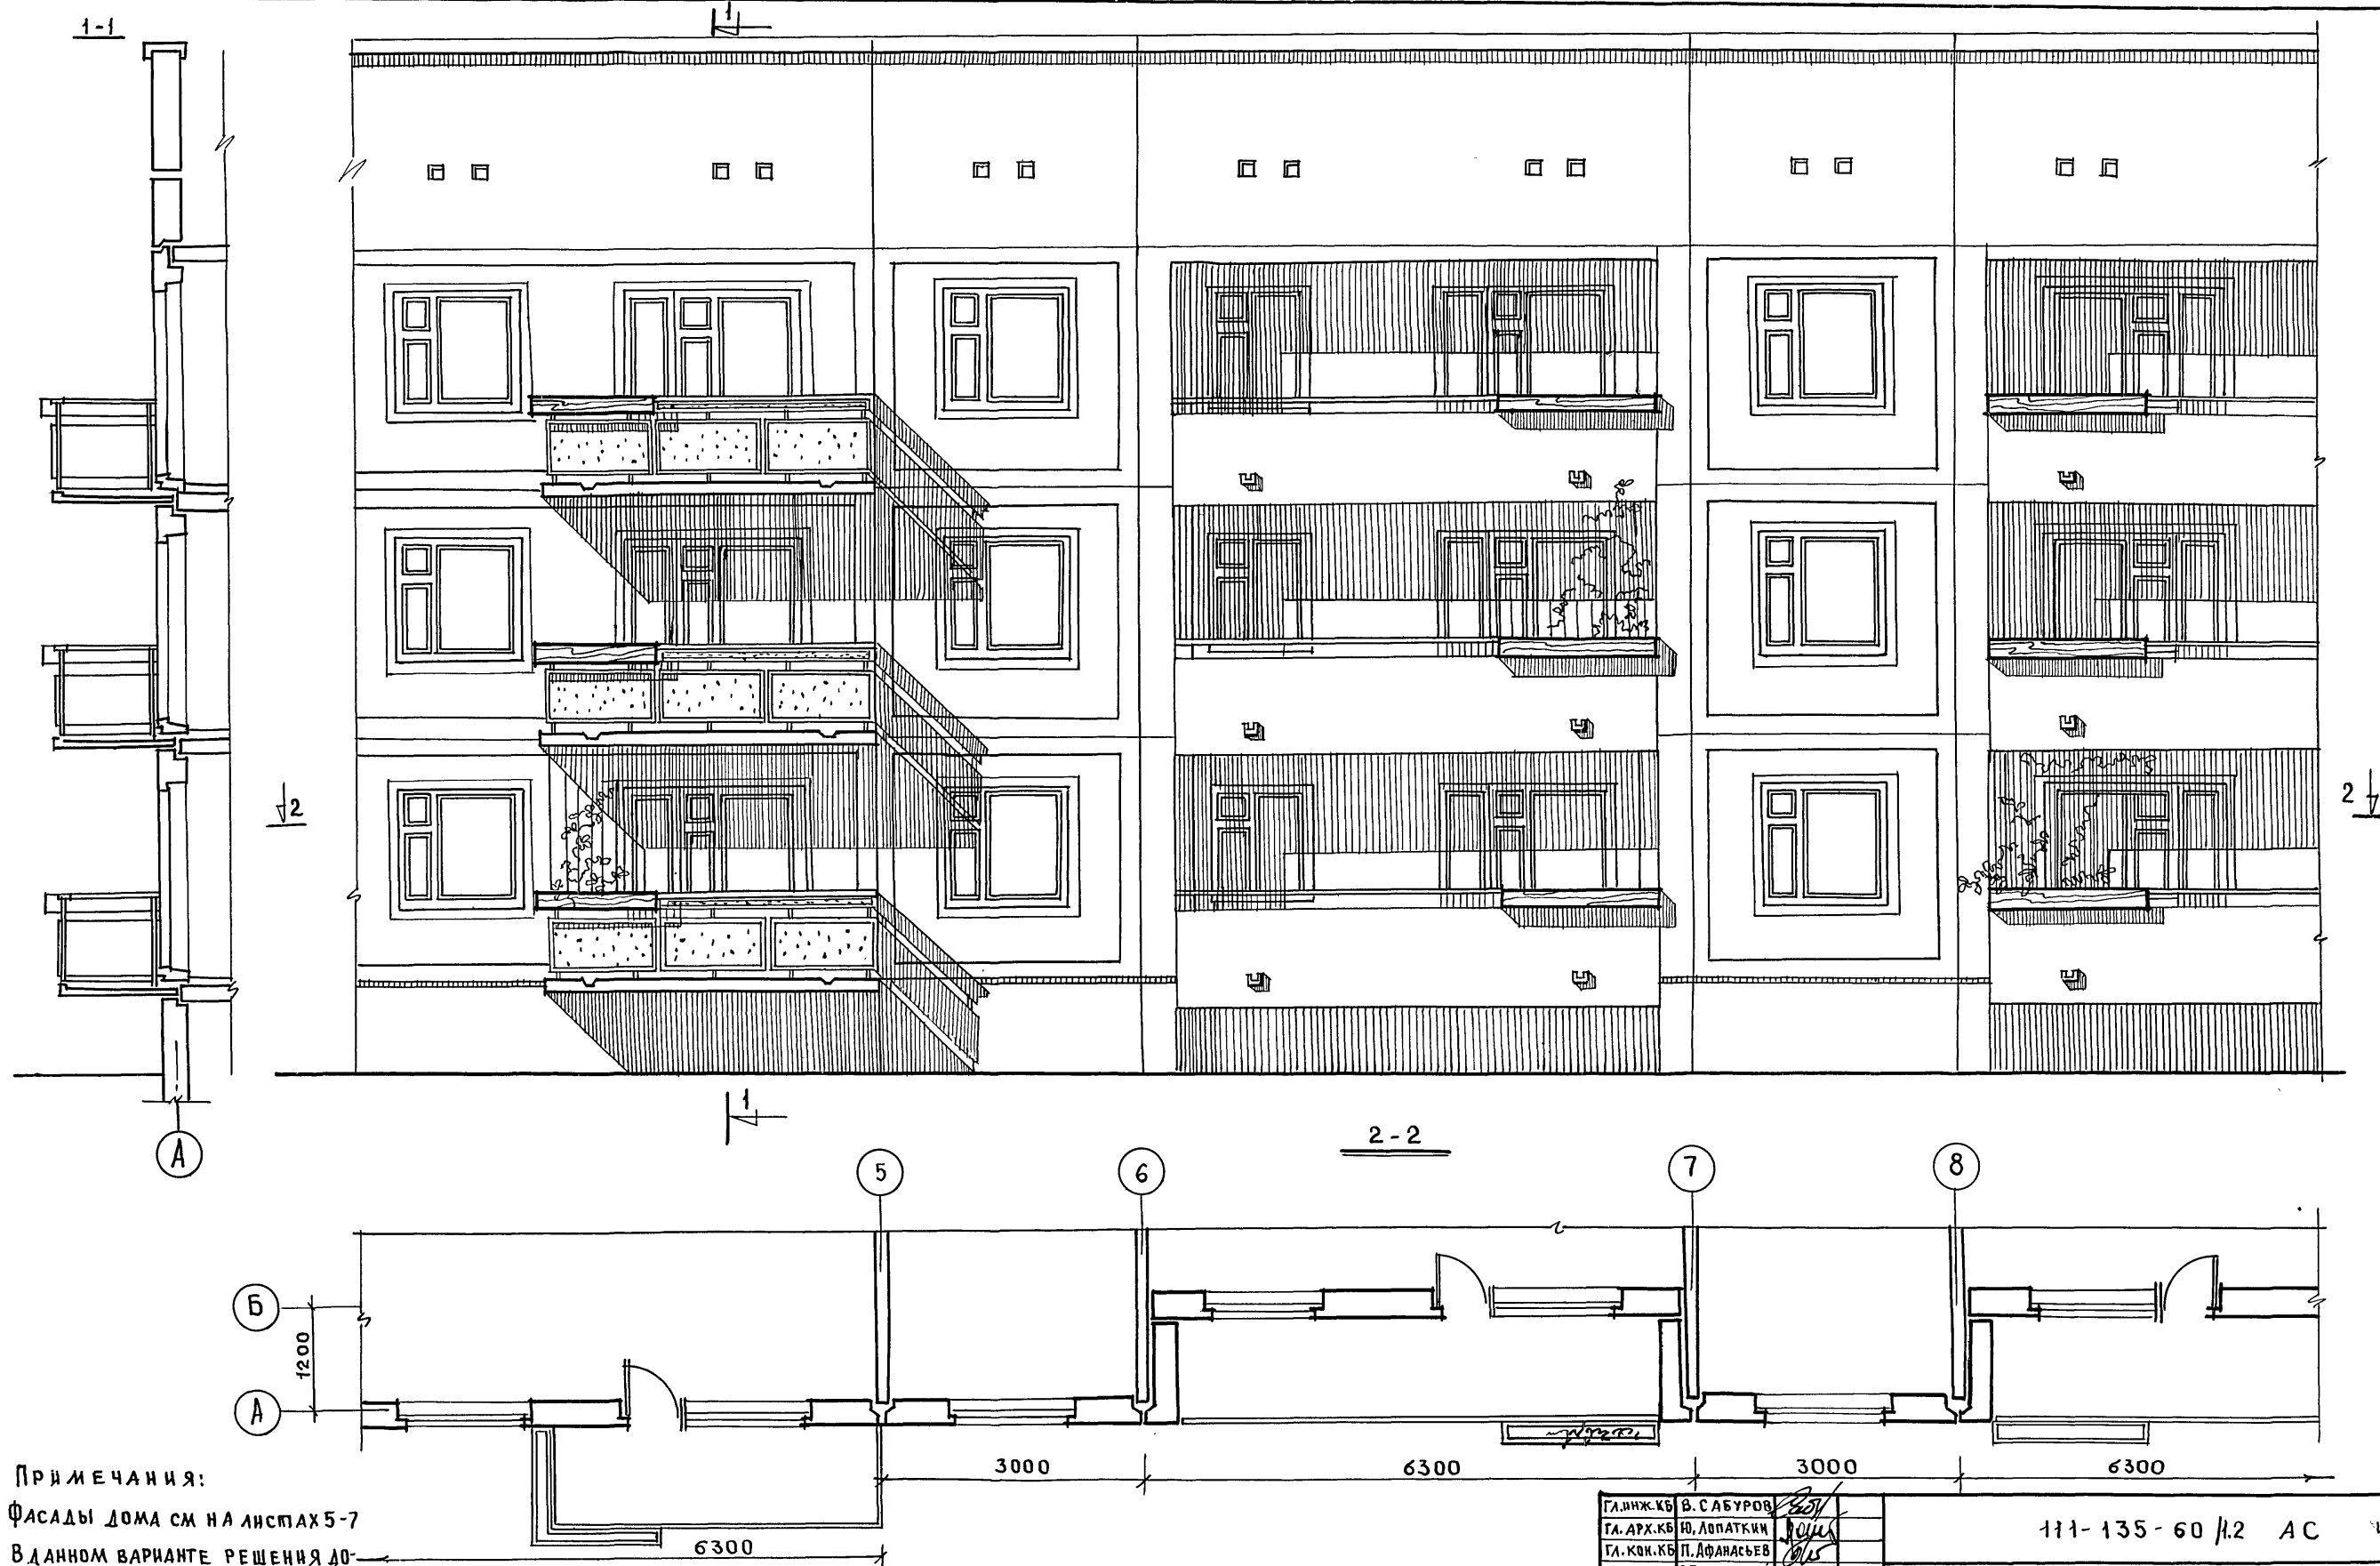 1-1
1
2
2
1
А
2-2
5
6
7
8
Б
1200
А
3000
6300
3000
6300
6300
ПРИМЕЧАНИЯ:
ФАСАДЫ ДОМА СМ НА ЛИСТАХ 5-7
В ДАННОМ ВАРИАНТЕ РЕШЕНИЯ ДО-
ГЛ.ИНЖ.КБ В. САБУРОВ
ГЛ.АРХ.КБ Ю. ЛОПАТКИН
ГЛ.КОН.КБ П. АФАНАСЬЕВ
111-135-60/1.2 АС